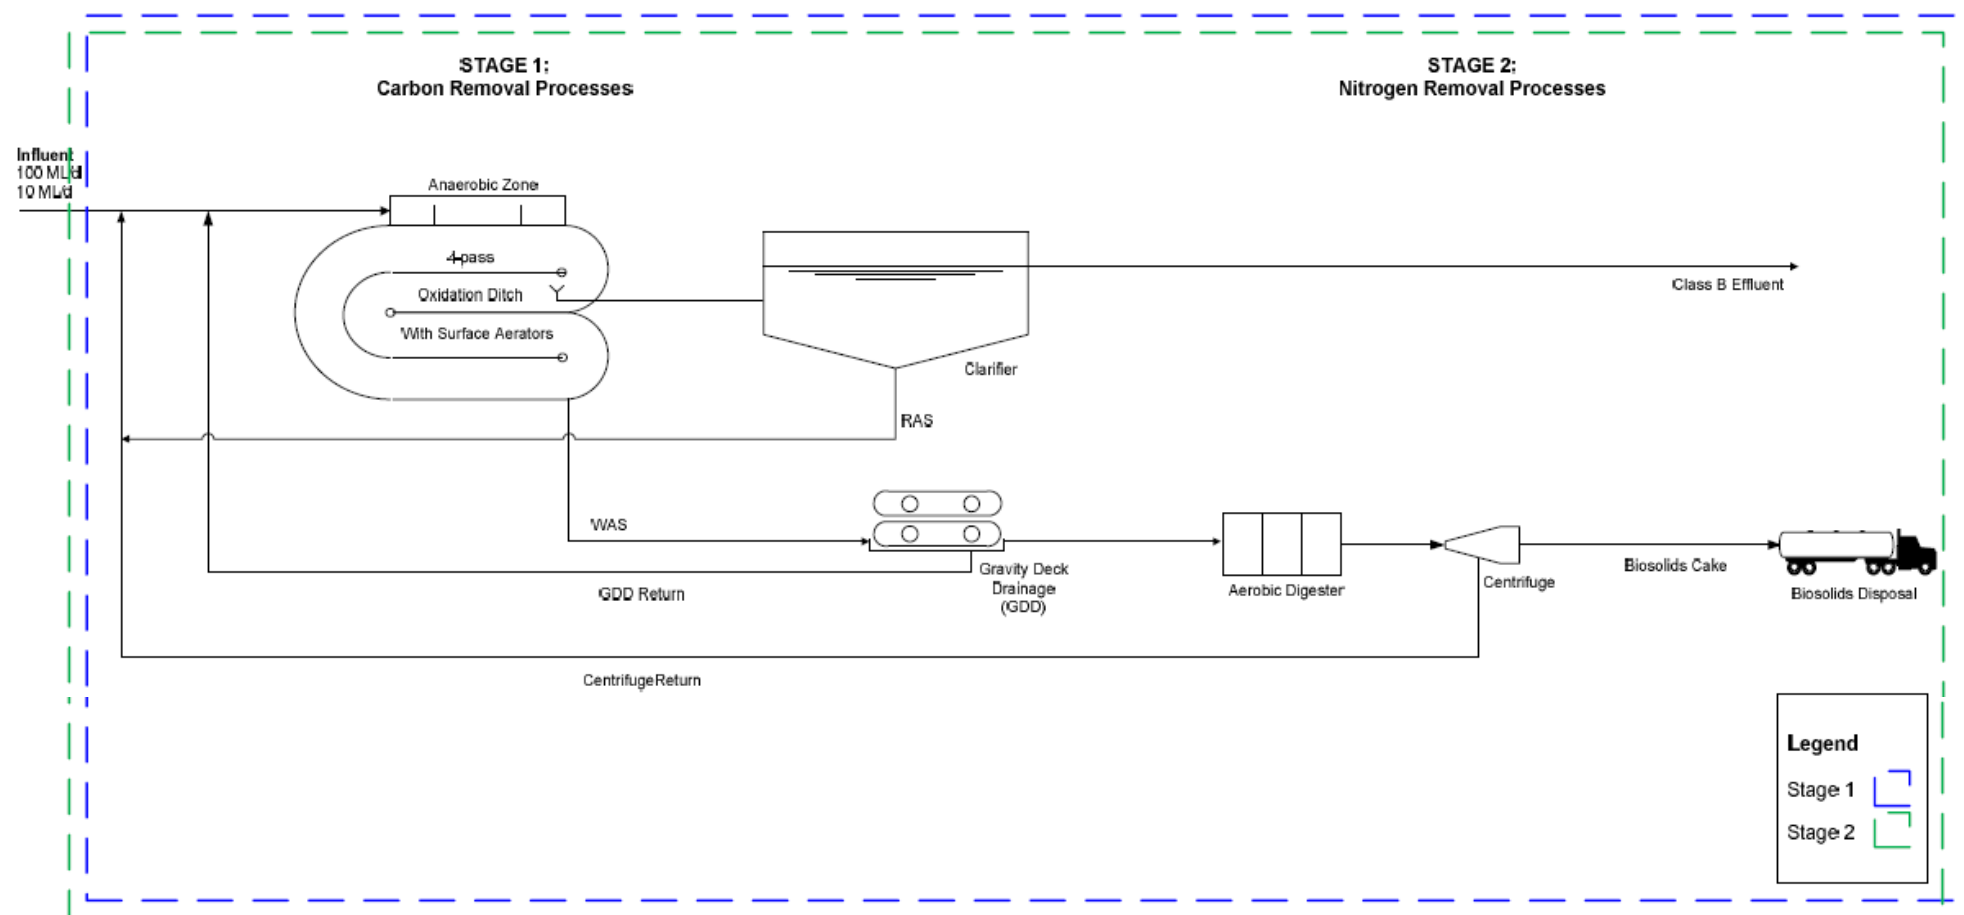 STAGE 1:
Carbon Removal Processes
STAGE 2:
Nitrogen Removal Processes
Influent
100 ML/d
10 ML/d
Anaerobic Zone
4-pass
Oxidation Ditch
With Surface Aerators
Class B Effluent
Clarifier
RAS
WAS
GDD Return
Gravity Deck
Drainage
(GDD)
Aerobic Digester
Centrifuge
Biosolids Cake
Biosolids Disposal
CentrifugeReturn
Legend
Stage 1
Stage 2